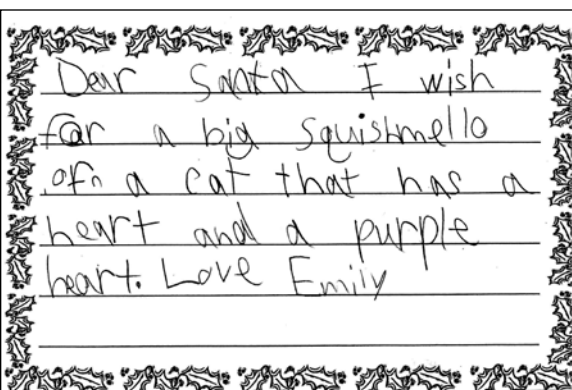 Dear Santa I wish
for a big squishmello
of a cat that has a
heart and a purple
heart. Love Emily